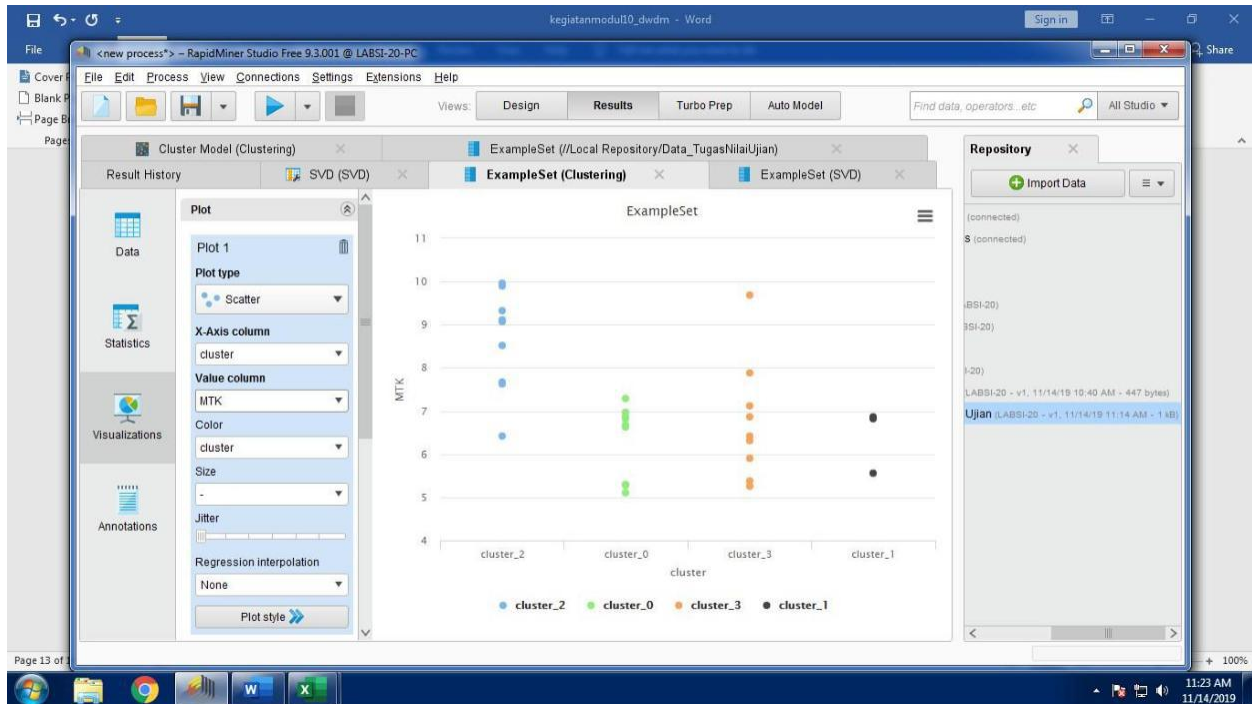 kegiatanmodul10_dwdm - Word
Sign in
File
Share
<new process*> – RapidMiner Studio Free 9.3.001 @ LABSI-20-PC
Cover P
Blank P
Page B
Page
File Edit Process View Connections Settings Extensions Help
Views:
Design
Results
Turbo Prep
Auto Model
Find data, operators...etc
All Studio
Cluster Model (Clustering)
ExampleSet (//Local Repository/Data_TugasNilaiUjian)
Result History
SVD (SVD)
ExampleSet (Clustering)
ExampleSet (SVD)
Data
Statistics
Visualizations
Annotations
Plot
Plot 1
Plot type
Scatter
X-Axis column
cluster
Value column
MTK
Color
cluster
Size
-
Jitter
Regression interpolation
None
Plot style
ExampleSet
11
10
9
8
7
6
5
4
MTK
cluster_2 cluster_0 cluster_3 cluster_1
cluster
cluster_2 cluster_0 cluster_3 cluster_1
Repository
Import Data
(connected)
S (connected)
ABSI-20)
BSI-20)
I-20)
LABSI-20 - v1, 11/14/19 10:40 AM - 447 bytes)
Ujian (LABSI-20 - v1, 11/14/19 11:14 AM - 1 kB)
Page 13 of 1
100%
11:23 AM
11/14/2019